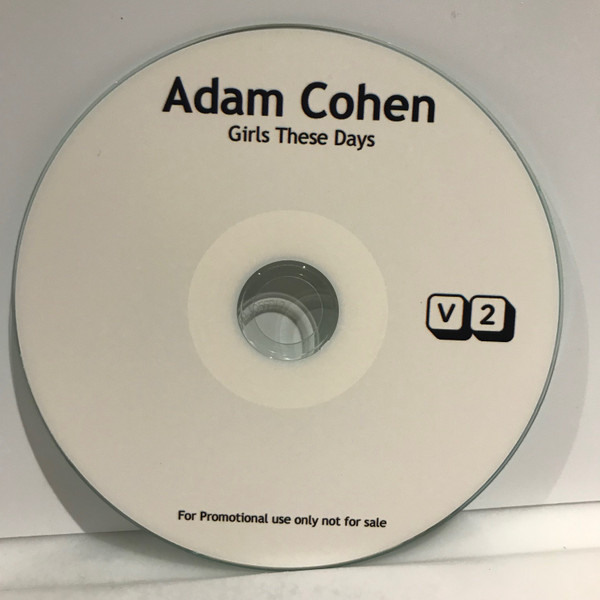 Adam Cohen
Girls These Days
V 2
For Promotional use only not for sale